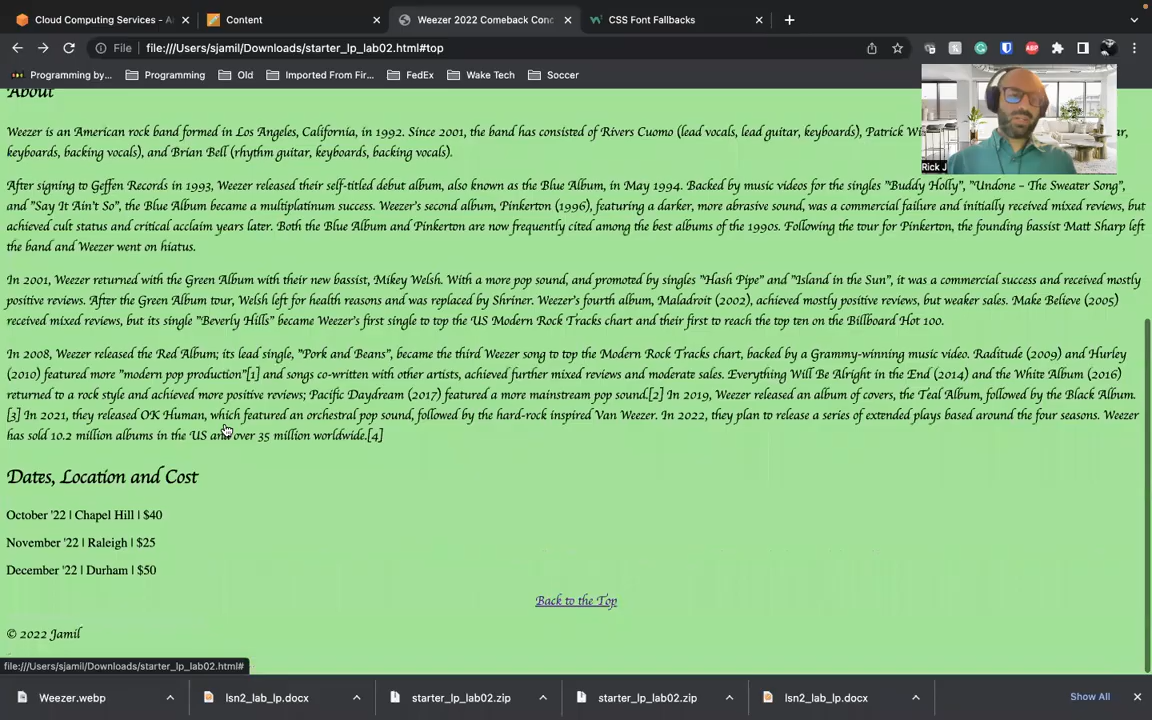 Cloud Computing Services - A
Content
Weezer 2022 Comeback Conc
CSS Font Fallbacks
File
file:///Users/sjamil/Downloads/starter_lp_lab02.html#top
Programming by...
Programming
Old
Imported From Fir...
FedEx
Wake Tech
Soccer
ABP
About
Rick J
Weezer is an American rock band formed in Los Angeles, California, in 1992. Since 2001, the band has consisted of Rivers Cuomo (lead vocals, lead guitar, keyboards), Patrick
keyboards, backing vocals), and Brian Bell (rhythm guitar, keyboards, backing vocals).
After signing to Geffen Records in 1993, Weezer released their self-titled debut album, also known as the Blue Album, in May 1994. Backed by music videos for the singles "Buddy Holly", "Undone – The Sweater Song",
and "Say It Ain't So", the Blue Album became a multiplatinum success. Weezer's second album, Pinkerton (1996), featuring a darker, more abrasive sound, was a commercial failure and initially received mixed reviews, but
achieved cult status and critical acclaim years later. Both the Blue Album and Pinkerton are now frequently cited among the best albums of the 1990s. Following the tour for Pinkerton, the founding bassist Matt Sharp left
the band and Weezer went on hiatus.
In 2001, Weezer returned with the Green Album with their new bassist, Mikey Welsh. With a more pop sound, and promoted by singles "Hash Pipe" and "Island in the Sun", it was a commercial success and received mostly
positive reviews. After the Green Album tour, Welsh left for health reasons and was replaced by Shriner. Weezer's fourth album, Maladroit (2002), achieved mostly positive reviews, but weaker sales. Make Believe (2005)
received mixed reviews, but its single "Beverly Hills" became Weezer's first single to top the US Modern Rock Tracks chart and their first to reach the top ten on the Billboard Hot 100.
In 2008, Weezer released the Red Album; its lead single, "Pork and Beans", became the third Weezer song to top the Modern Rock Tracks chart, backed by a Grammy-winning music video. Raditude (2009) and Hurley
(2010) featured more "modern pop production"[1] and songs co-written with other artists, achieved further mixed reviews and moderate sales. Everything Will Be Alright in the End (2014) and the White Album (2016)
returned to a rock style and achieved more positive reviews; Pacific Daydream (2017) featured a more mainstream pop sound.[2] In 2019, Weezer released an album of covers, the Teal Album, followed by the Black Album.
[3] In 2021, they released OK Human, which featured an orchestral pop sound, followed by the hard-rock inspired Van Weezer. In 2022, they plan to release a series of extended plays based around the four seasons. Weezer
has sold 10.2 million albums in the US and over 35 million worldwide.[4]
Dates, Location and Cost
October '22 | Chapel Hill | $40
November '22 | Raleigh | $25
December '22 | Durham | $50
Back to the Top
© 2022 Jamil
file:///Users/sjamil/Downloads/starter_lp_lab02.html#
Weezer.webp
lsn2_lab_lp.docx
starter_lp_lab02.zip
starter_lp_lab02.zip
lsn2_lab_lp.docx
Show All